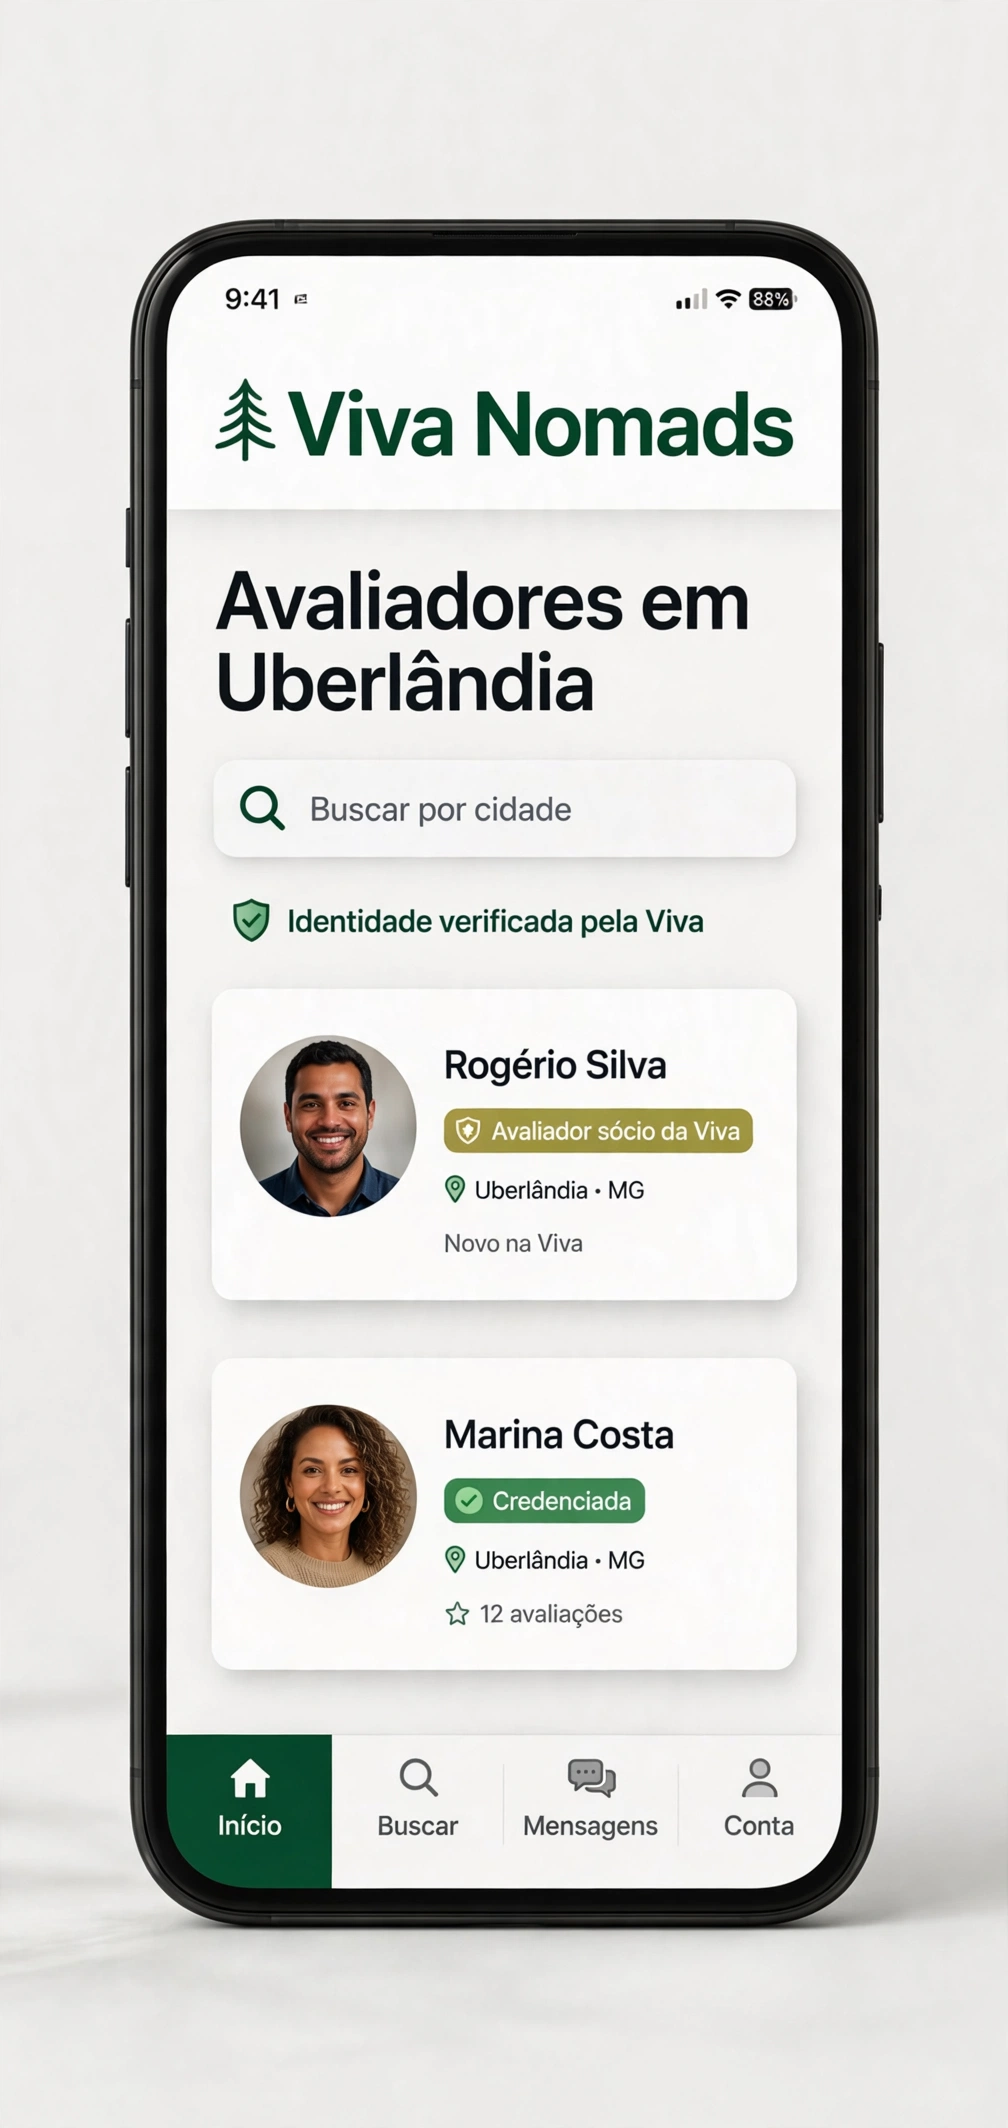 9:41
88%
Viva Nomads
Avaliadores em
Uberlândia
Buscar por cidade
Identidade verificada pela Viva
Rogério Silva
Avaliador sócio da Viva
Uberlândia • MG
Novo na Viva
Marina Costa
Credenciada
Uberlândia • MG
12 avaliações
Início
Buscar
Mensagens
Conta